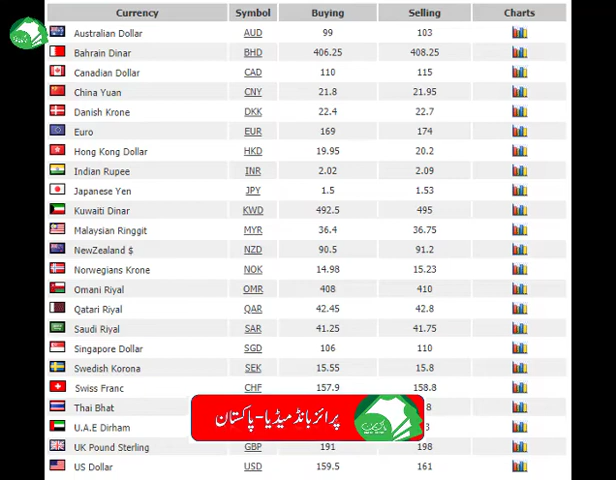 Currency Symbol Buying Selling Charts
Australian Dollar AUD 99 103
Bahrain Dinar BHD 406.25 408.25
Canadian Dollar CAD 110 115
China Yuan CNY 21.8 21.95
Danish Krone DKK 22.4 22.7
Euro EUR 169 174
Hong Kong Dollar HKD 19.95 20.2
Indian Rupee INR 2.02 2.09
Japanese Yen JPY 1.5 1.53
Kuwaiti Dinar KWD 492.5 495
Malaysian Ringgit MYR 36.4 36.75
NewZealand $ NZD 90.5 91.2
Norwegians Krone NOK 14.98 15.23
Omani Riyal OMR 408 410
Qatari Riyal QAR 42.45 42.8
Saudi Riyal SAR 41.25 41.75
Singapore Dollar SGD 106 110
Swedish Korona SEK 15.55 15.8
Swiss Franc CHF 157.9 158.8
Thai Bhat 8
پرائز بانڈ میڈیا-پاکستان
U.A.E Dirham 3
UK Pound Sterling GBP 191 198
US Dollar USD 159.5 161